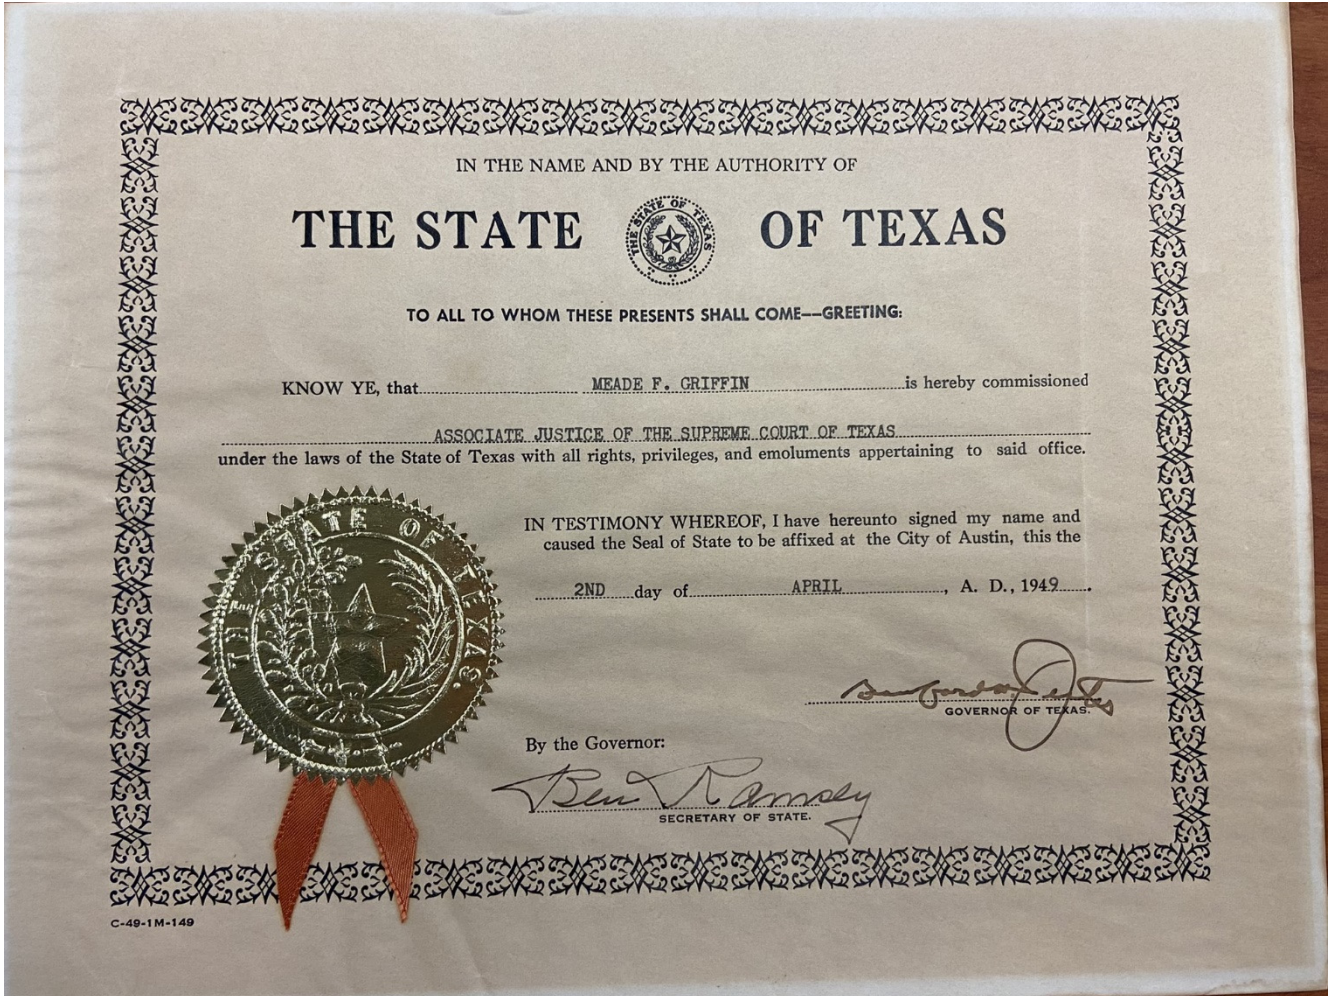 IN THE NAME AND BY THE AUTHORITY OF
THE STATE OF TEXAS
THE STATE OF TEXAS
TO ALL TO WHOM THESE PRESENTS SHALL COME––GREETING:
KNOW YE, that MEADE F. GRIFFIN is hereby commissioned
ASSOCIATE JUSTICE OF THE SUPREME COURT OF TEXAS
under the laws of the State of Texas with all rights, privileges, and emoluments appertaining to said office.
THE STATE OF TEXAS.
IN TESTIMONY WHEREOF, I have hereunto signed my name and
caused the Seal of State to be affixed at the City of Austin, this the
2ND day of APRIL, A. D., 1949.
GOVERNOR OF TEXAS.
By the Governor:
Ben Ramsey
SECRETARY OF STATE.
C-49-1M-149